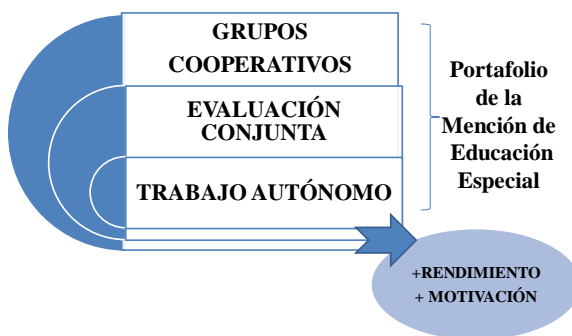 GRUPOS
COOPERATIVOS
EVALUACIÓN
CONJUNTA
TRABAJO AUTÓNOMO
Portafolio
de la
Mención de
Educación
Especial
+RENDIMIENTO
+ MOTIVACIÓN